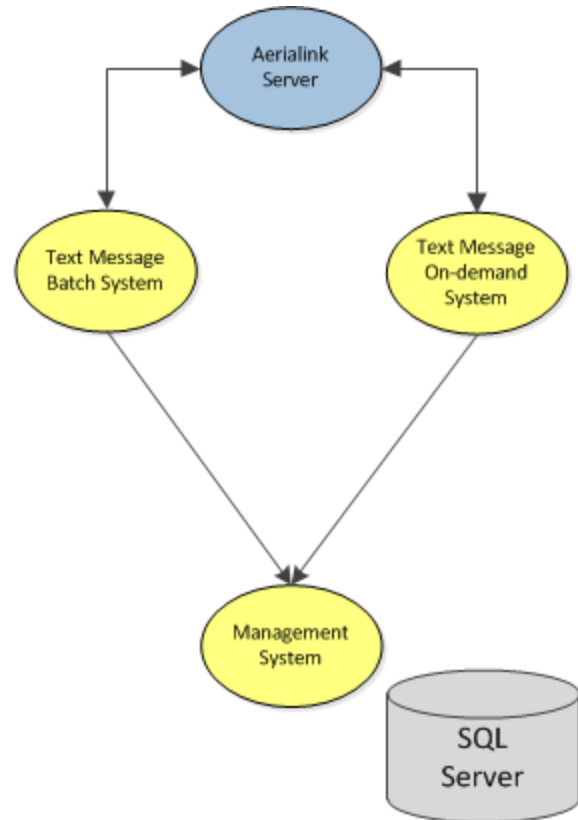 Aerialink
Server
Text Message
Batch System
Text Message
On-demand
System
Management
System
SQL
Server